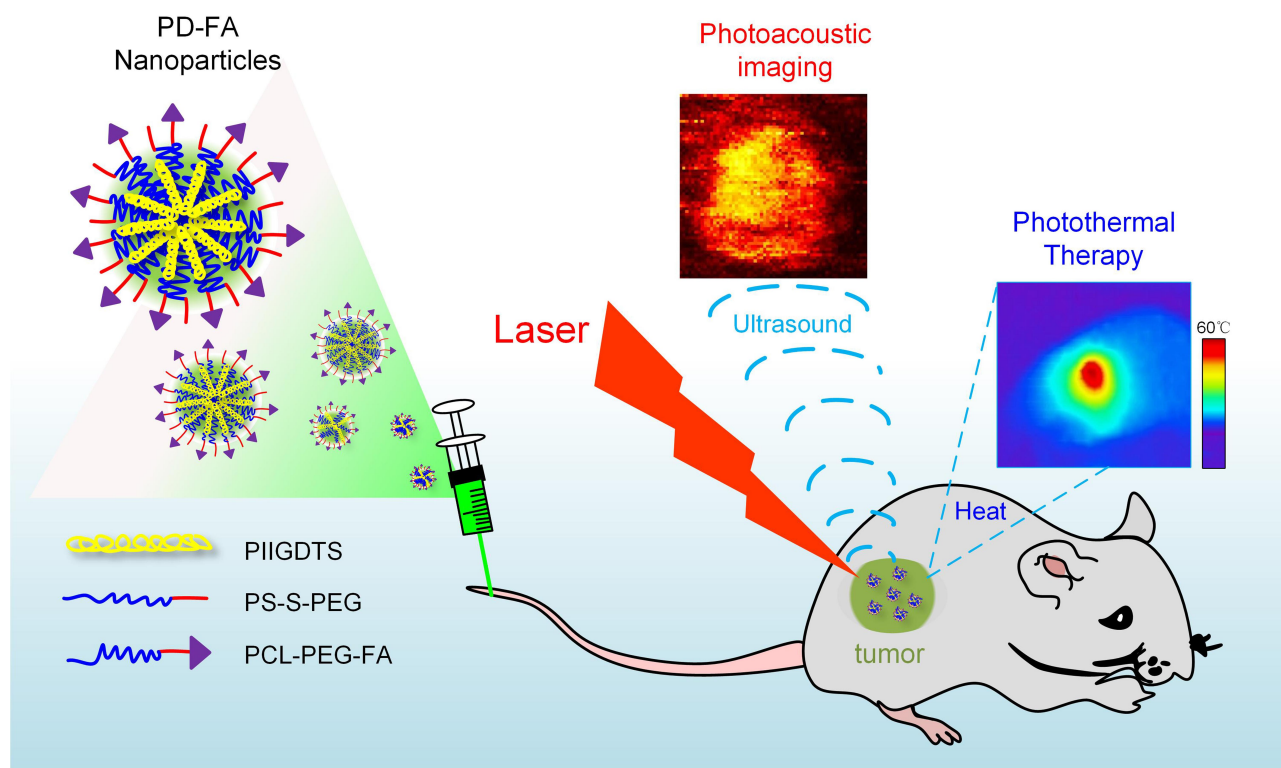 PD-FA
Nanoparticles
Photoacoustic
imaging
Photothermal
Therapy
60℃
Laser
Ultrasound
Heat
tumor
PIIGDTS
PS-S-PEG
PCL-PEG-FA